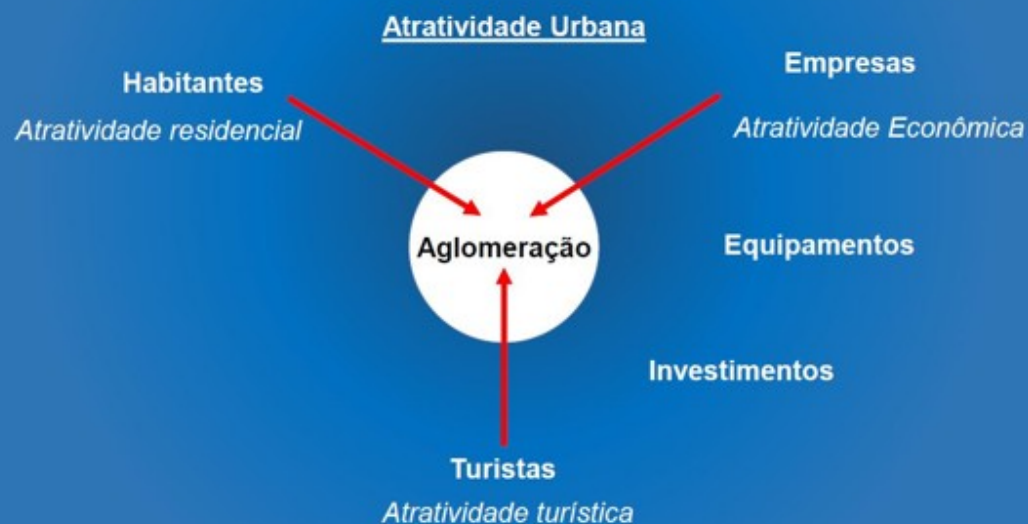 Atratividade Urbana
Habitantes
Atratividade residencial
Empresas
Atratividade Econômica
Aglomeração
Equipamentos
Investimentos
Turistas
Atratividade turística